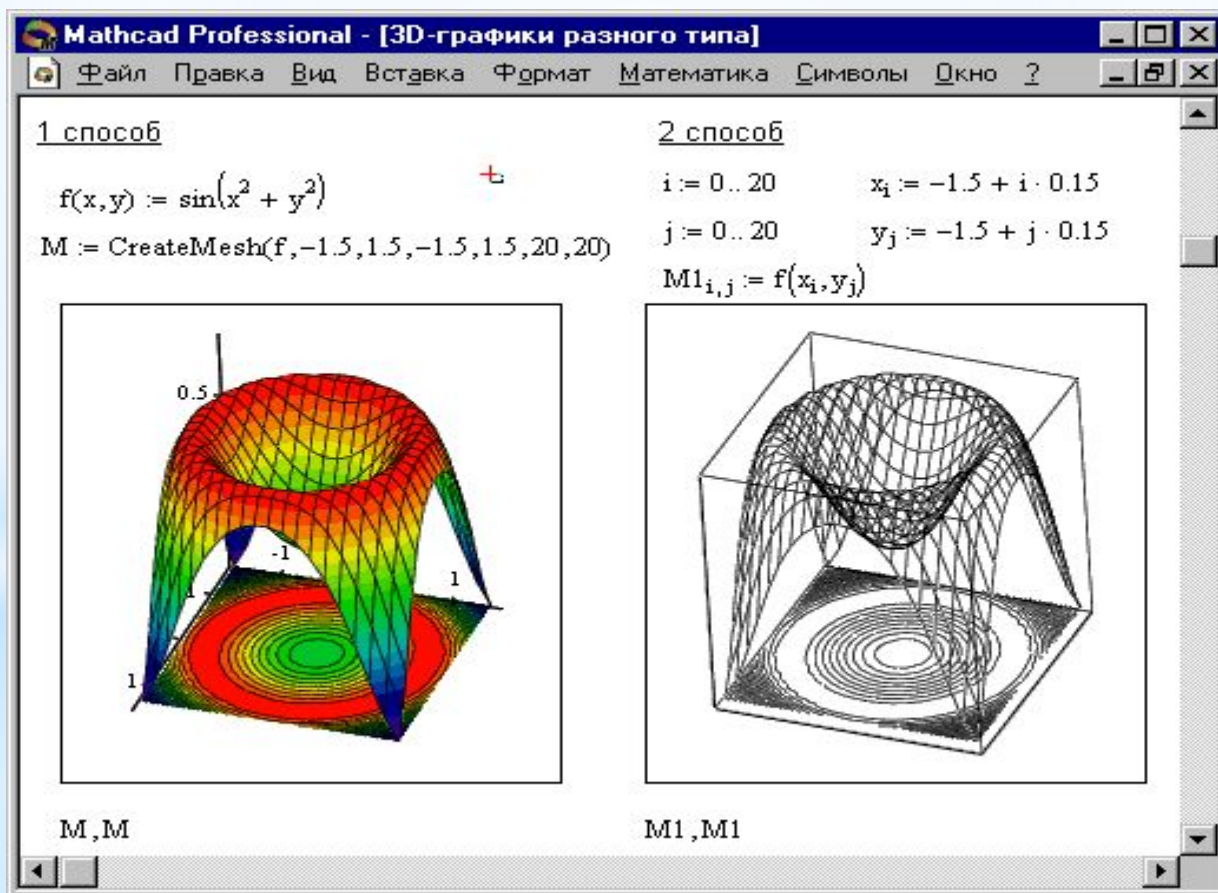 Mathcad Professional - [3D-графики разного типа]
Файл Правка Вид Вставка Формат Математика Символы Окно ?
1 способ
f(x,y) := sin(x² + y²)
M := CreateMesh(f,−1.5,1.5,−1.5,1.5,20,20)
0.5
-1
1
1
1
M,M
2 способ
i := 0.. 20 xᵢ := −1.5 + i · 0.15
j := 0.. 20 yⱼ := −1.5 + j · 0.15
M1ᵢ,ⱼ := f(xᵢ,yⱼ)
M1,M1